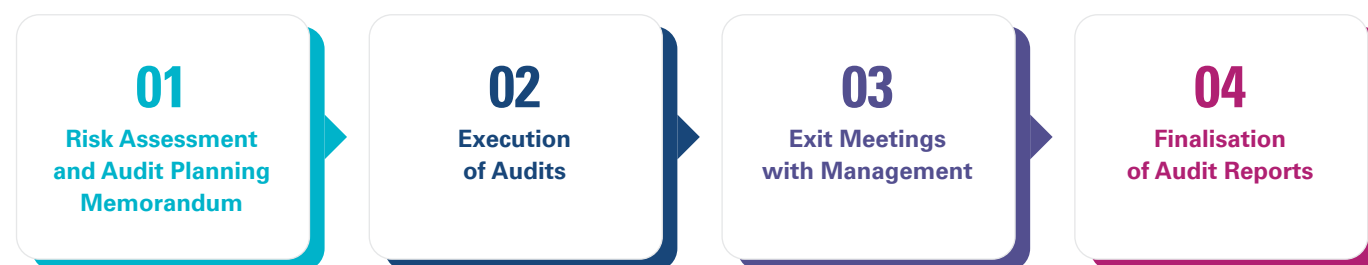 01
Risk Assessment
and Audit Planning
Memorandum
02
Execution
of Audits
03
Exit Meetings
with Management
04
Finalisation
of Audit Reports